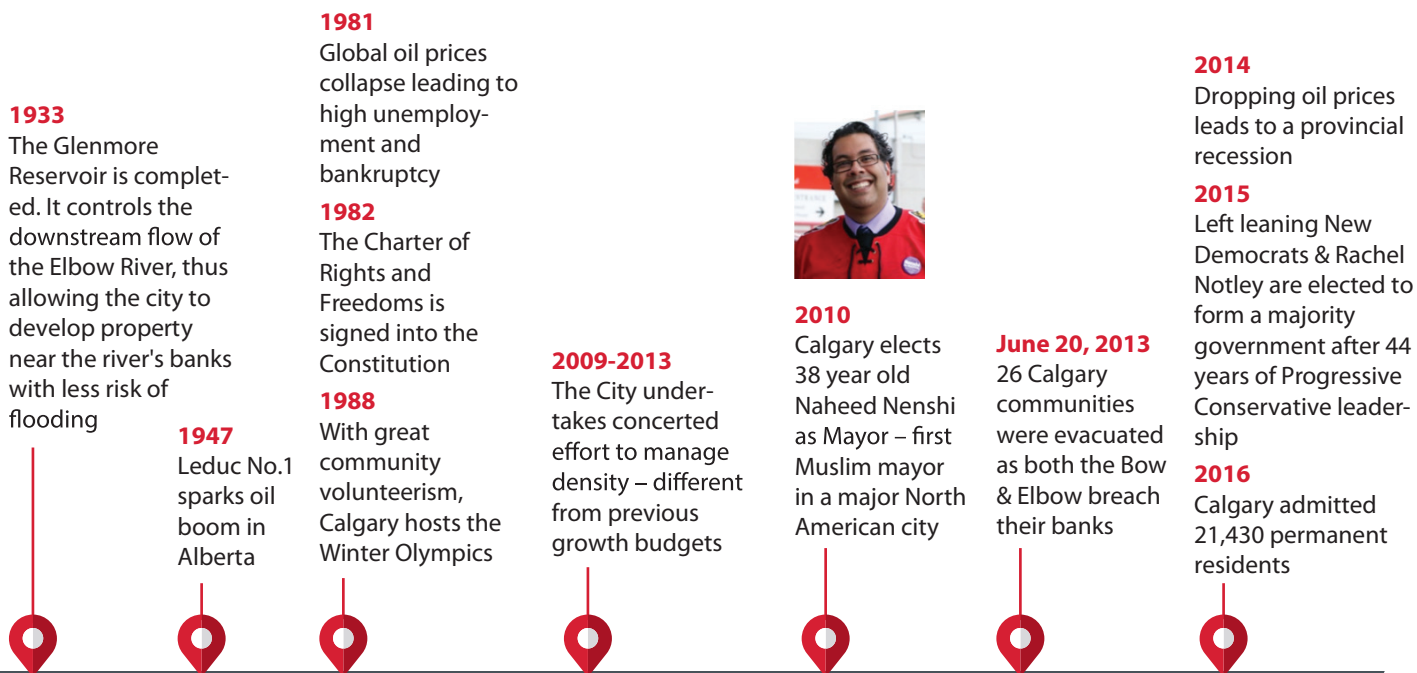 1933
The Glenmore
Reservoir is complet-
ed. It controls the
downstream flow of
the Elbow River, thus
allowing the city to
develop property
near the river's banks
with less risk of
flooding
1947
Leduc No.1
sparks oil
boom in
Alberta
1981
Global oil prices
collapse leading to
high unemploy-
ment and
bankruptcy
1982
The Charter of
Rights and
Freedoms is
signed into the
Constitution
1988
With great
community
volunteerism,
Calgary hosts the
Winter Olympics
2009-2013
The City under-
takes concerted
effort to manage
density – different
from previous
growth budgets
2010
Calgary elects
38 year old
Naheed Nenshi
as Mayor – first
Muslim mayor
in a major North
American city
June 20, 2013
26 Calgary
communities
were evacuated
as both the Bow
& Elbow breach
their banks
2014
Dropping oil prices
leads to a provincial
recession
2015
Left leaning New
Democrats & Rachel
Notley are elected to
form a majority
government after 44
years of Progressive
Conservative leader-
ship
2016
Calgary admitted
21,430 permanent
residents